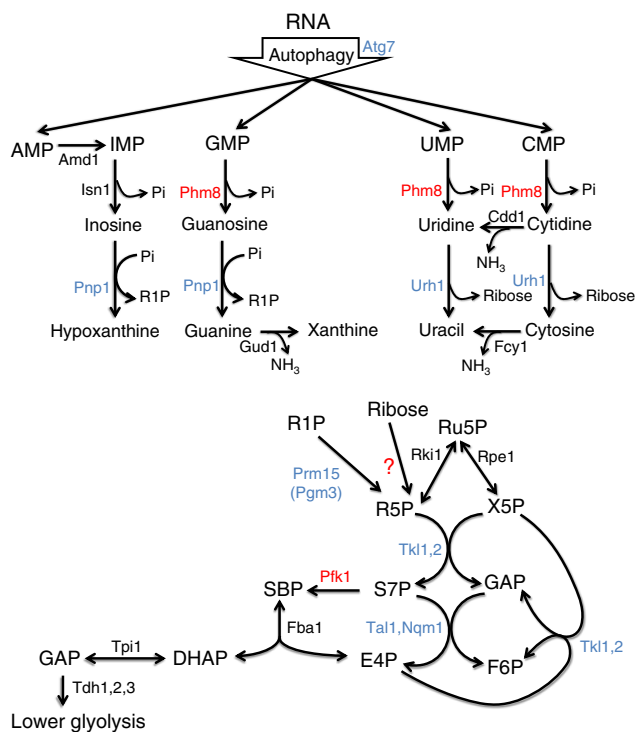 RNA
Autophagy Atg7
AMP IMP GMP UMP CMP
Amd1
Isn1 Pi Phm8 Pi Phm8 Pi Phm8 Pi
Inosine Guanosine Uridine Cdd1 Cytidine
NH3
Pi Pi
Pnp1 Pnp1 Urh1 Urh1
R1P R1P Ribose Ribose
Hypoxanthine Guanine Xanthine Uracil Cytosine
Gud1 Fcy1
NH3 NH3
Ribose
R1P Ru5P
Rki1 Rpe1
Prm15 ?
(Pgm3)
R5P X5P
Tkl1,2
Pfk1
SBP S7P GAP
Fba1 Tal1,Nqm1
Tpi1 Tkl1,2
GAP DHAP E4P F6P
Tdh1,2,3
Lower glyolysis